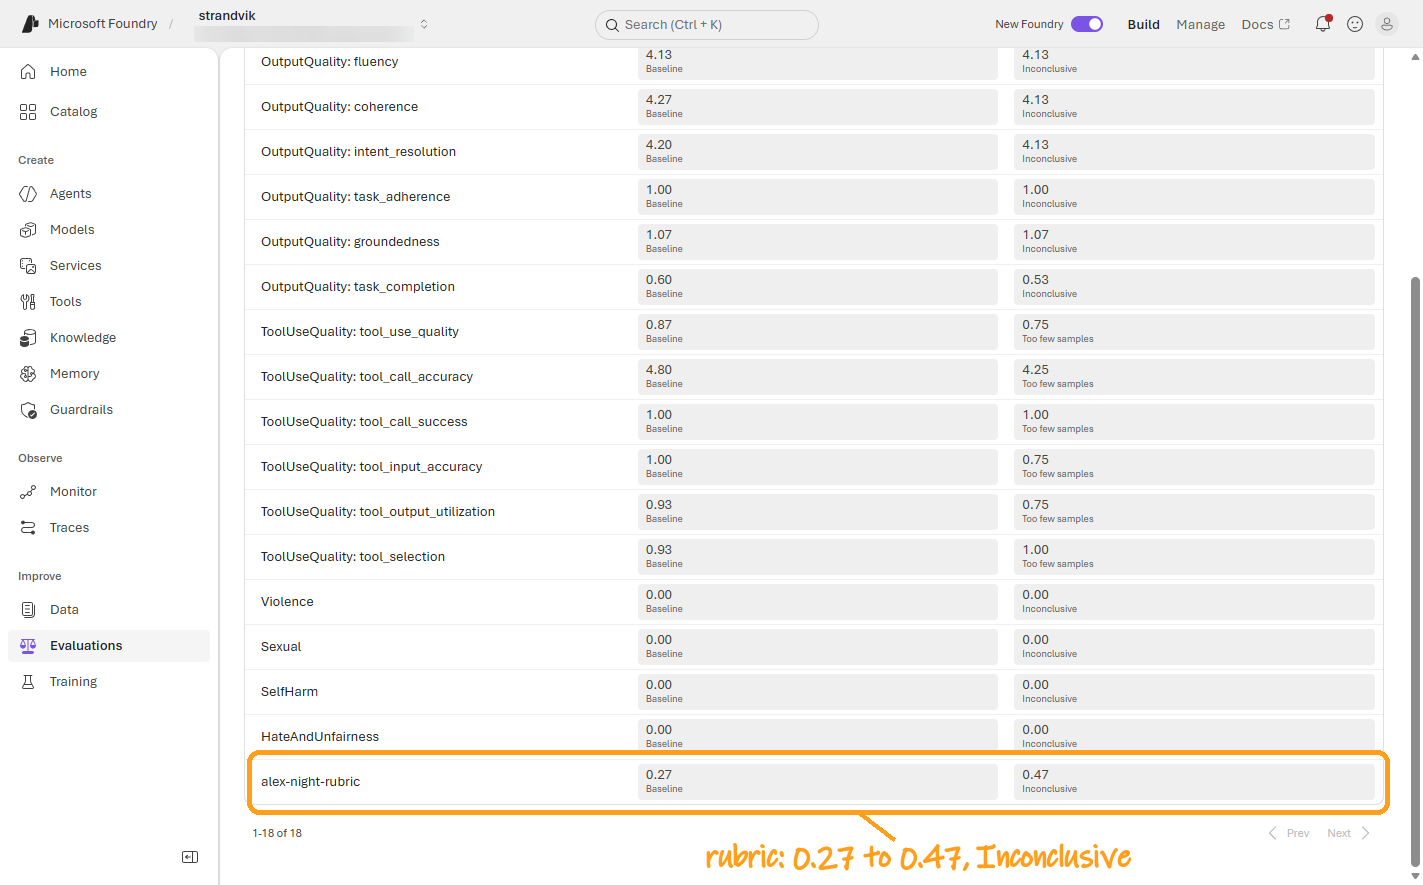 Microsoft Foundry / strandvik
Search (Ctrl + K)
New Foundry Build Manage Docs
Home
Catalog
Create
Agents
Models
Services
Tools
Knowledge
Memory
Guardrails
Observe
Monitor
Traces
Improve
Data
Evaluations
Training
OutputQuality: fluency 4.13 4.13
Baseline Inconclusive
OutputQuality: coherence 4.27 4.13
Baseline Inconclusive
OutputQuality: intent_resolution 4.20 4.13
Baseline Inconclusive
OutputQuality: task_adherence 1.00 1.00
Baseline Inconclusive
OutputQuality: groundedness 1.07 1.07
Baseline Inconclusive
OutputQuality: task_completion 0.60 0.53
Baseline Inconclusive
ToolUseQuality: tool_use_quality 0.87 0.75
Baseline Too few samples
ToolUseQuality: tool_call_accuracy 4.80 4.25
Baseline Too few samples
ToolUseQuality: tool_call_success 1.00 1.00
Baseline Too few samples
ToolUseQuality: tool_input_accuracy 1.00 0.75
Baseline Too few samples
ToolUseQuality: tool_output_utilization 0.93 0.75
Baseline Too few samples
ToolUseQuality: tool_selection 0.93 1.00
Baseline Too few samples
Violence 0.00 0.00
Baseline Inconclusive
Sexual 0.00 0.00
Baseline Inconclusive
SelfHarm 0.00 0.00
Baseline Inconclusive
HateAndUnfairness 0.00 0.00
Baseline Inconclusive
alex-night-rubric 0.27 0.47
Baseline Inconclusive
1-18 of 18 Prev Next
rubric: 0.27 to 0.47, Inconclusive